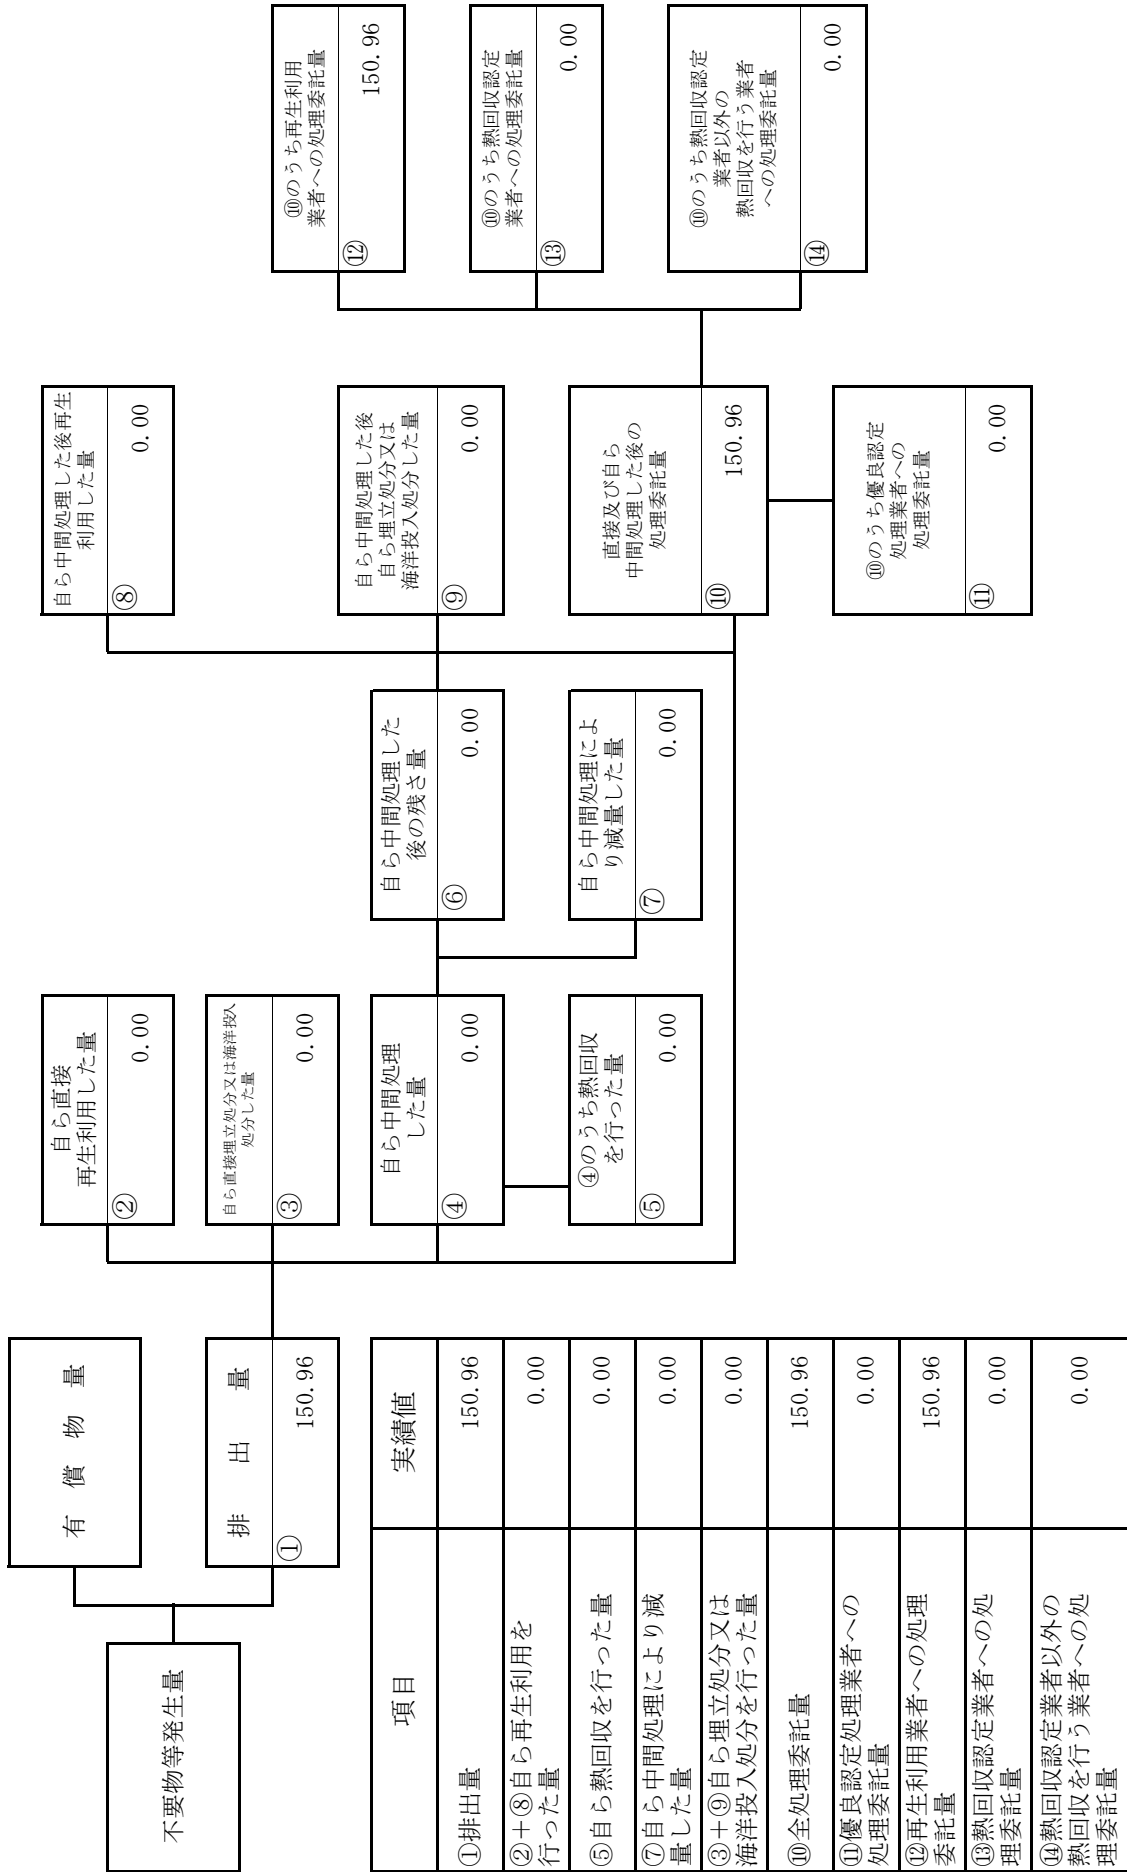 不要物等発生量
有 償 物 量
排 出 量
①
150.96
自ら直接
再生利用した量
②
0.00
自ら直接埋立処分又は海洋投入
処分した量
③
0.00
自ら中間処理
した量
④
0.00
④のうち熱回収
を行った量
⑤
0.00
自ら中間処理した
後の残さ量
⑥
0.00
自ら中間処理によ
り減量した量
⑦
0.00
自ら中間処理した後再生
利用した量
⑧
0.00
自ら中間処理した後
自ら埋立処分又は
海洋投入処分した量
⑨
0.00
直接及び自ら
中間処理した後の
処理委託量
⑩
150.96
⑩のうち優良認定
処理業者への
処理委託量
⑪
0.00
⑩のうち再生利用
業者への処理委託量
⑫
150.96
⑩のうち熱回収認定
業者への処理委託量
⑬
0.00
⑩のうち熱回収認定
業者以外の
熱回収を行う業者
への処理委託量
⑭
0.00
項目 実績値
①排出量 150.96
②＋⑧自ら再生利用を
行った量 0.00
⑤自ら熱回収を行った量 0.00
⑦自ら中間処理により減
量した量 0.00
③＋⑨自ら埋立処分又は
海洋投入処分を行った量 0.00
⑩全処理委託量 150.96
⑪優良認定処理業者への
処理委託量 0.00
⑫再生利用業者への処理
委託量 150.96
⑬熱回収認定業者への処
理委託量 0.00
⑭熱回収認定業者以外の
熱回収を行う業者への処
理委託量 0.00